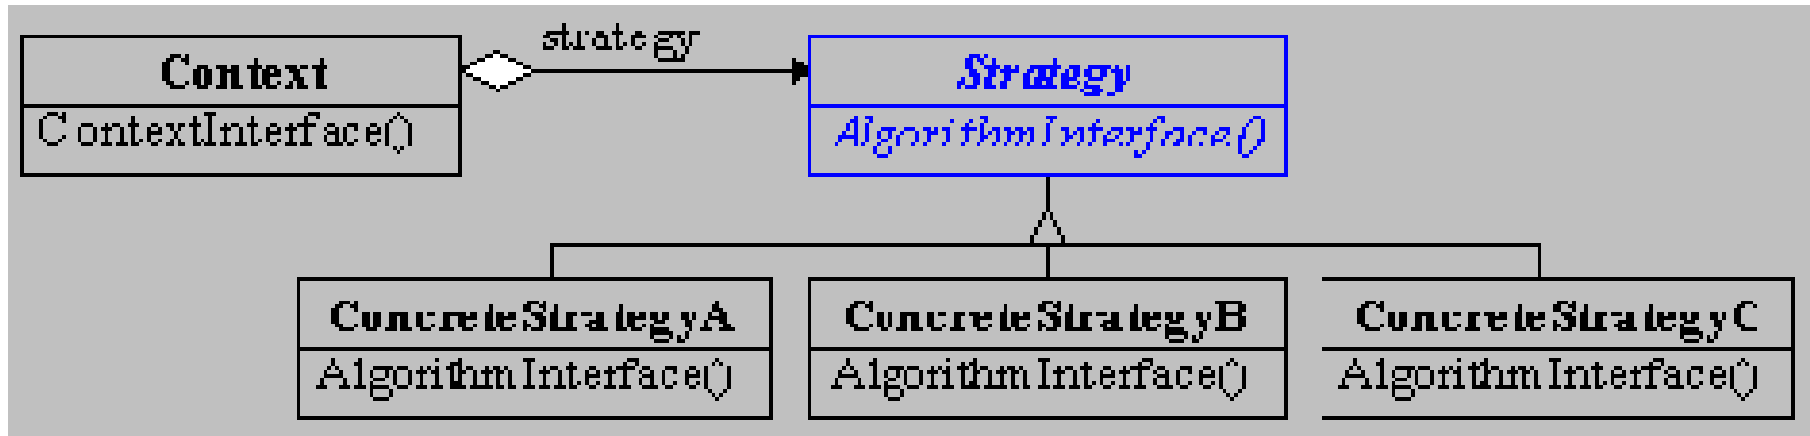 strategy
Context
Strategy
ContextInterface()
AlgorithmInterface()
ConcreteStrategyA
ConcreteStrategyB
ConcreteStrategyC
AlgorithmInterface()
AlgorithmInterface()
AlgorithmInterface()